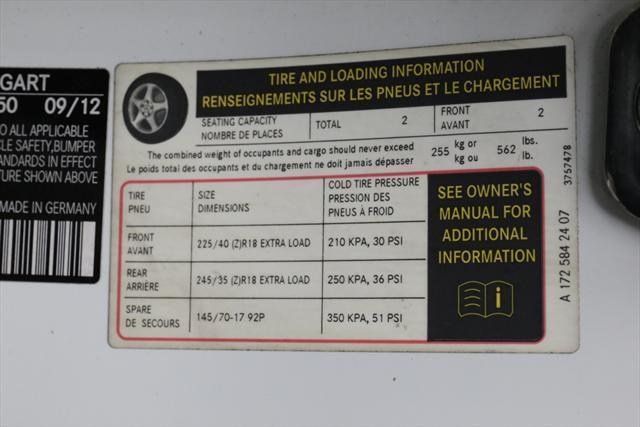 GART
50 09/12
TO ALL APPLICABLE
CLE SAFETY, BUMPER
ANDARDS IN EFFECT
TURE SHOWN ABOVE
MADE IN GERMANY
TIRE AND LOADING INFORMATION
RENSEIGNEMENTS SUR LES PNEUS ET LE CHARGEMENT
SEATING CAPACITY
NOMBRE DE PLACES
TOTAL 2
FRONT
AVANT
2
The combined weight of occupants and cargo should never exceed
Le poids total des occupants et du chargement ne doit jamais dépasser
255 kg or
kg ou
562 lbs.
lb.
TIRE
PNEU
SIZE
DIMENSIONS
COLD TIRE PRESSURE
PRESSION DES
PNEUS À FROID
FRONT
AVANT
225/40 (Z)R18 EXTRA LOAD
210 KPA, 30 PSI
REAR
ARRIÈRE
245/35 (Z)R18 EXTRA LOAD
250 KPA, 36 PSI
SPARE
DE SECOURS
145/70-17 92P
350 KPA, 51 PSI
SEE OWNER'S
MANUAL FOR
ADDITIONAL
INFORMATION
i
3757478
A 172 584 24 07